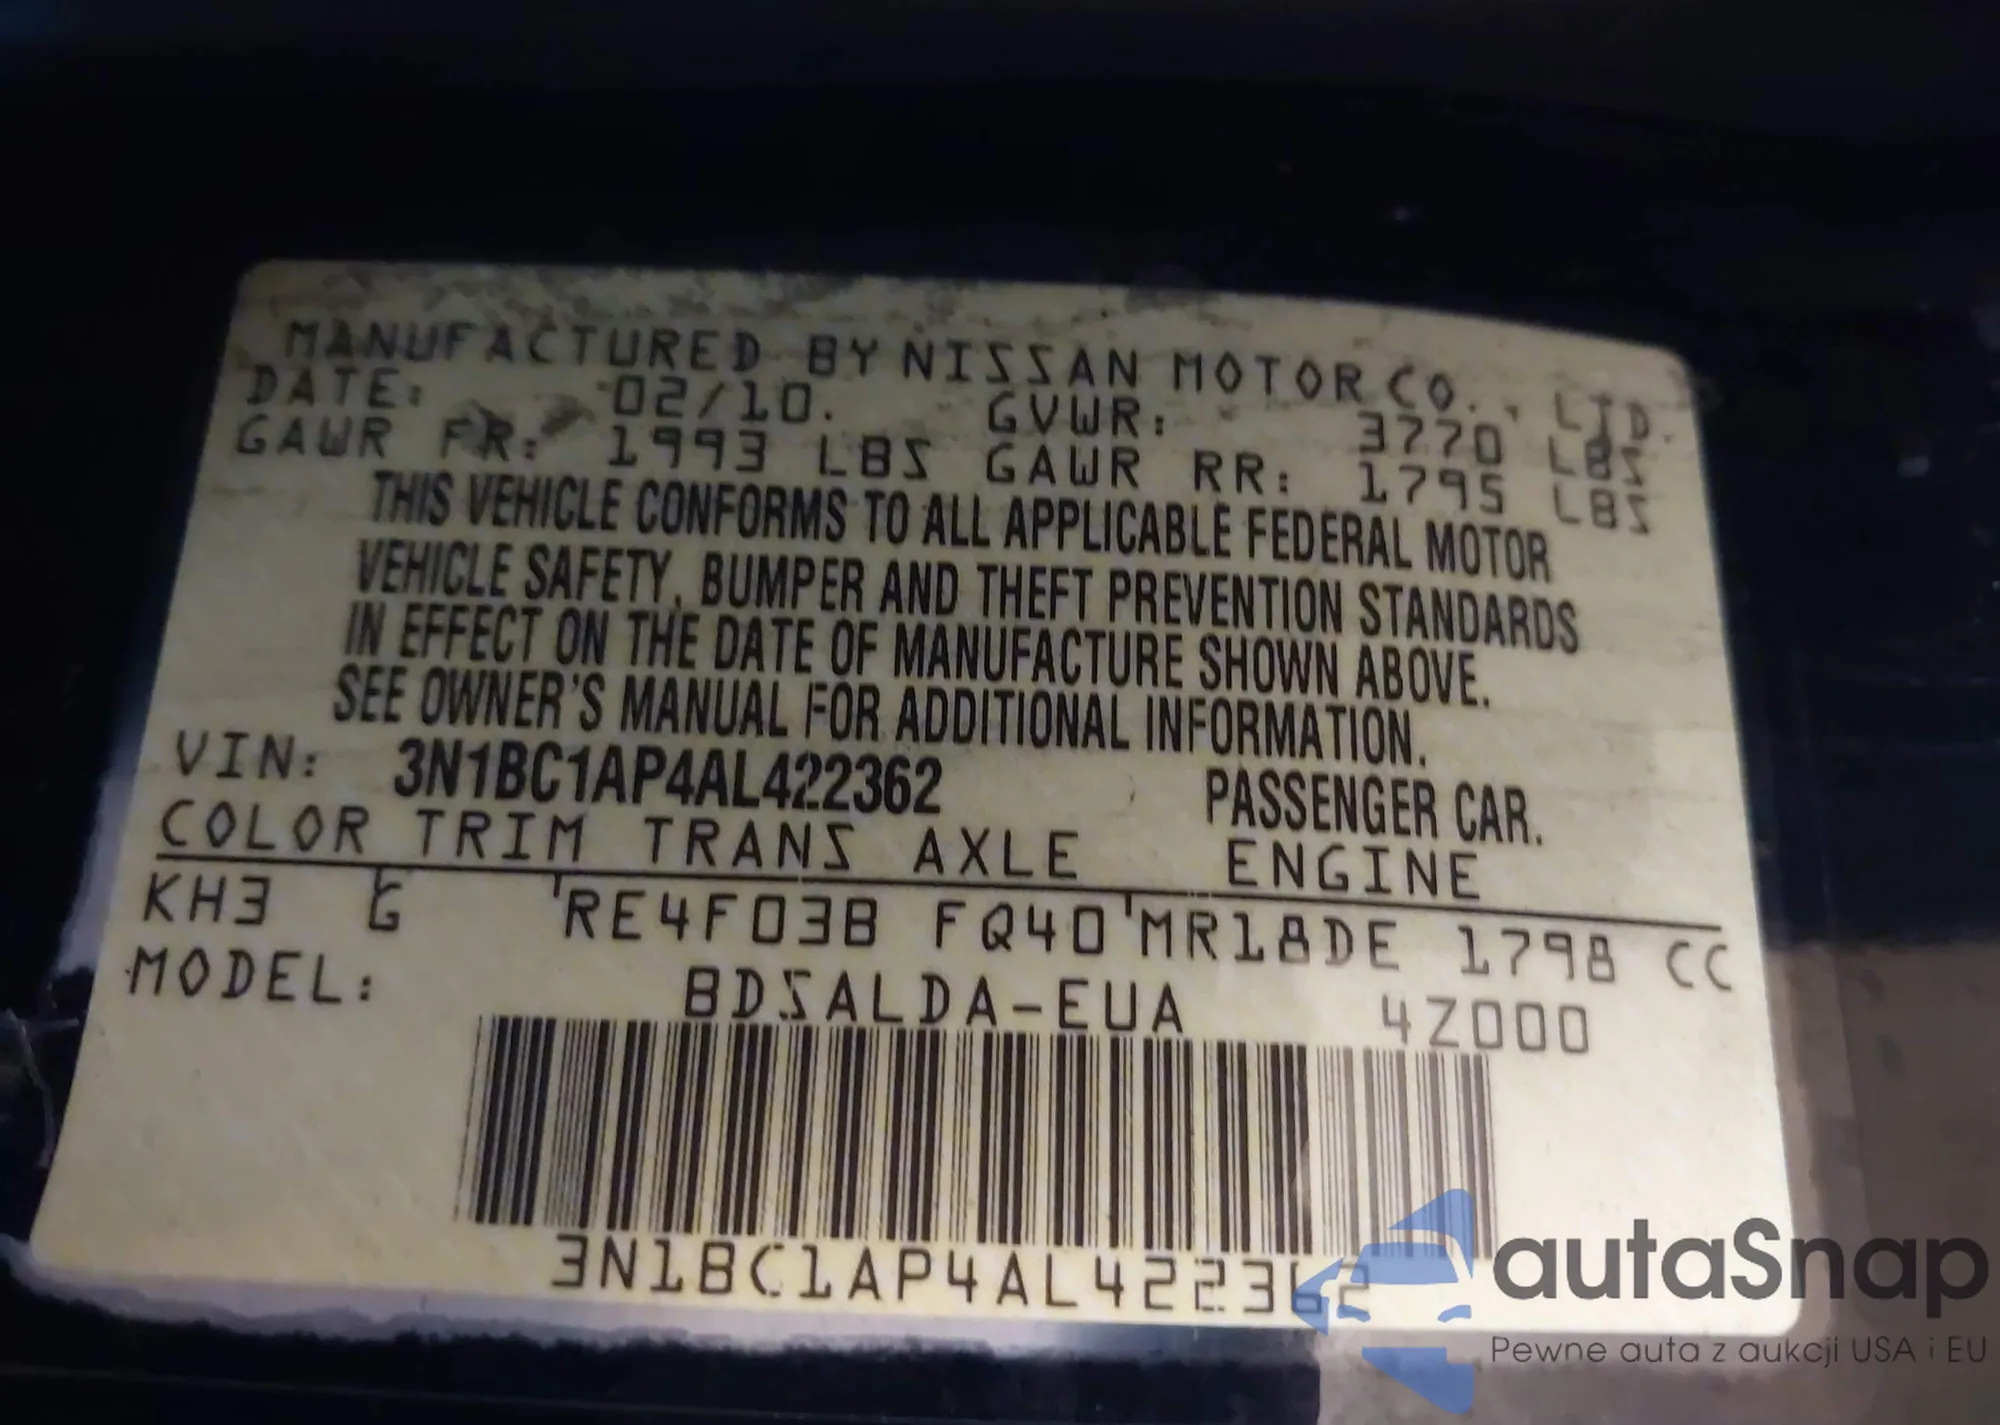 MANUFACTURED BY NISSAN MOTOR CO., LTD.
DATE: 02/10. GVWR: 3770 LBS
GAWR FR: 1993 LBS GAWR RR: 1795 LBS
THIS VEHICLE CONFORMS TO ALL APPLICABLE FEDERAL MOTOR
VEHICLE SAFETY, BUMPER AND THEFT PREVENTION STANDARDS
IN EFFECT ON THE DATE OF MANUFACTURE SHOWN ABOVE.
SEE OWNER'S MANUAL FOR ADDITIONAL INFORMATION.
VIN: 3N1BC1AP4AL422362 PASSENGER CAR.
COLOR TRIM TRANS AXLE ENGINE
KH3 G RE4F03B FQ40 MR18DE 1798 CC
MODEL: BDSALDA-EUA 4Z000
3N1BC1AP4AL422362
autaSnap
Pewne auta z aukcji USA i EU